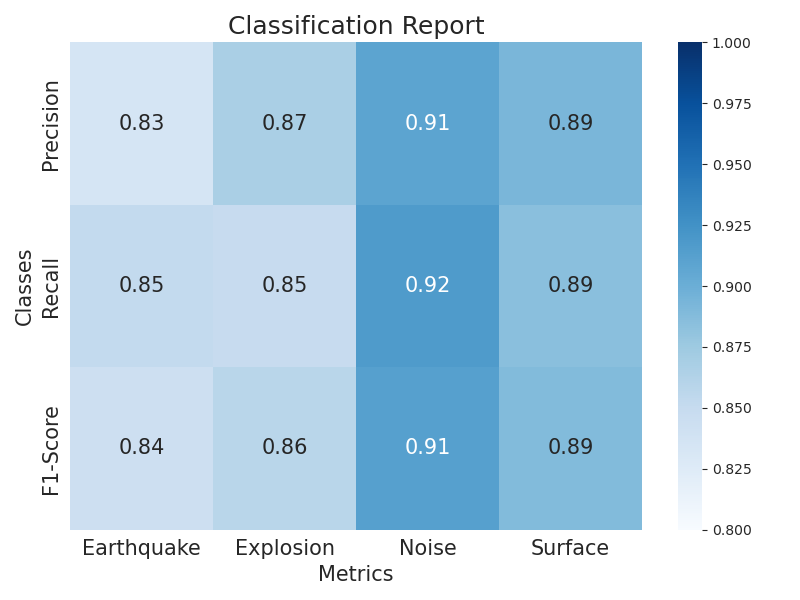 Classification Report
Precision 0.83 0.87 0.91 0.89
Classes
Recall 0.85 0.85 0.92 0.89
F1-Score 0.84 0.86 0.91 0.89
Earthquake Explosion Noise Surface
Metrics
1.000
0.975
0.950
0.925
0.900
0.875
0.850
0.825
0.800